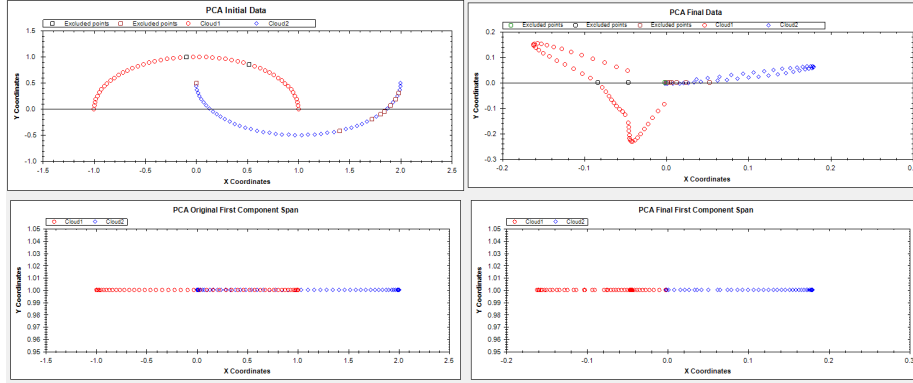 PCA Initial Data
Excluded points Excluded points Cloud1 Cloud2
Y Coordinates
1.5
1.0
0.5
0.0
-0.5
-1.0
-1.5 -1.0 -0.5 0.0 0.5 1.0 1.5 2.0 2.5
X Coordinates
PCA Final Data
Excluded points Excluded points Excluded points Cloud1 Cloud2
Y Coordinates
0.2
0.1
0.0
-0.1
-0.2
-0.3
-0.2 -0.1 0.0 0.1 0.2 0.3
X Coordinates
PCA Original First Component Span
Cloud1 Cloud2
Y Coordinates
1.05
1.04
1.03
1.02
1.01
1.00
0.99
0.98
0.97
0.96
0.95
-1.5 -1.0 -0.5 0.0 0.5 1.0 1.5 2.0 2.5
X Coordinates
PCA Final First Component Span
Cloud1 Cloud2
Y Coordinates
1.05
1.04
1.03
1.02
1.01
1.00
0.99
0.98
0.97
0.96
0.95
-0.2 -0.1 0.0 0.1 0.2 0.3
X Coordinates